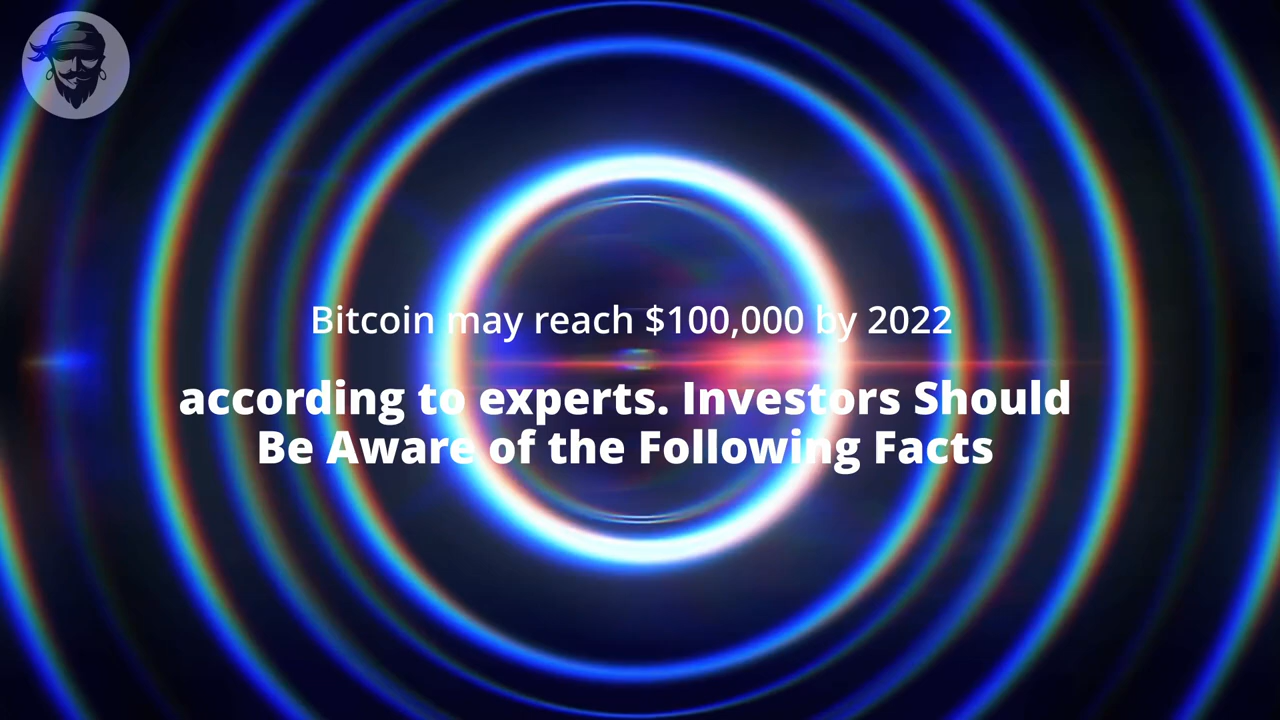 Bitcoin may reach $100,000 by 2022
according to experts. Investors Should
Be Aware of the Following Facts